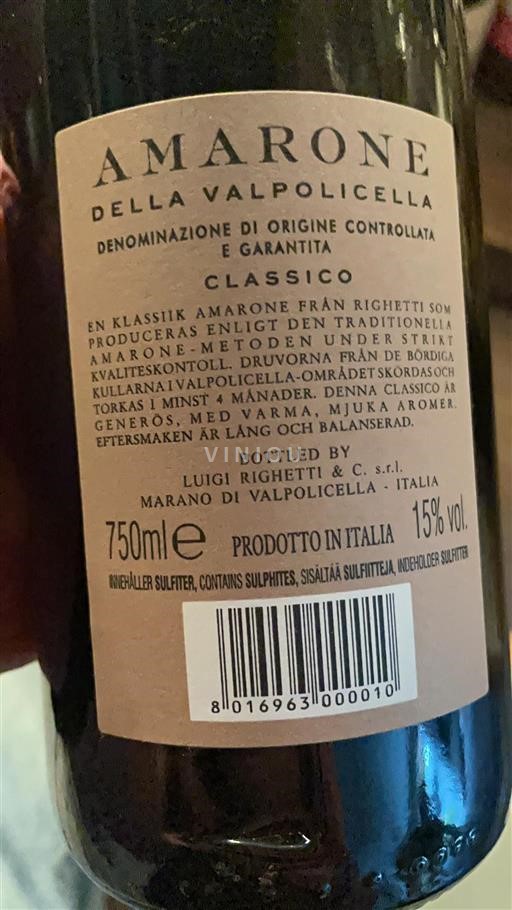 AMARONE
DELLA VALPOLICELLA
DENOMINAZIONE DI ORIGINE CONTROLLATA
E GARANTITA
CLASSICO
EN KLASSIIK AMARONE FRÅN RIGHETTI SOM
PRODUCERAS ENLIGT DEN TRADITIONELLA
AMARONE-METODEN UNDER STRIKT
KVALITESKONTOLL. DRUVORNA FRÅN DE BÖRDIGA
KULLARNA I VALPOLICELLA-OMRÅDET SKÖRDAS OCH
TORKAS I MINST 4 MÅNADER. DENNA CLASSICO ÄR
GENERÖS, MED VARMA, MJUKA AROMER.
EFTERSMAKEN ÄR LÅNG OCH BALANSERAD.
VINIOU
BOTTLED BY
LUIGI RIGHETTI & C. s.r.l.
MARANO DI VALPOLICELLA - ITALIA
750ml e PRODOTTO IN ITALIA 15% vol.
INNEHÅLLER SULFITER, CONTAINS SULPHITES, SISÄLTÄÄ SULFIITTEJA, INDEHOLDER SULFITTER
8 016963 000010